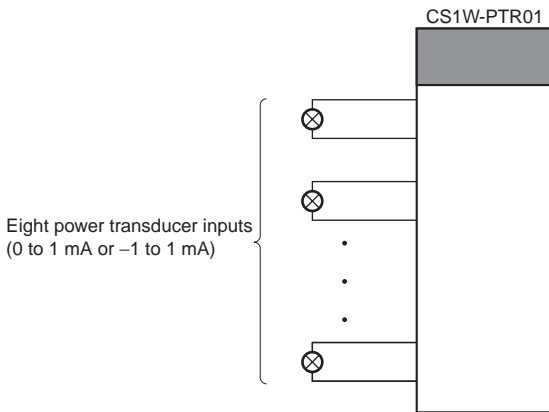 CS1W-PTR01
Eight power transducer inputs
(0 to 1 mA or −1 to 1 mA)